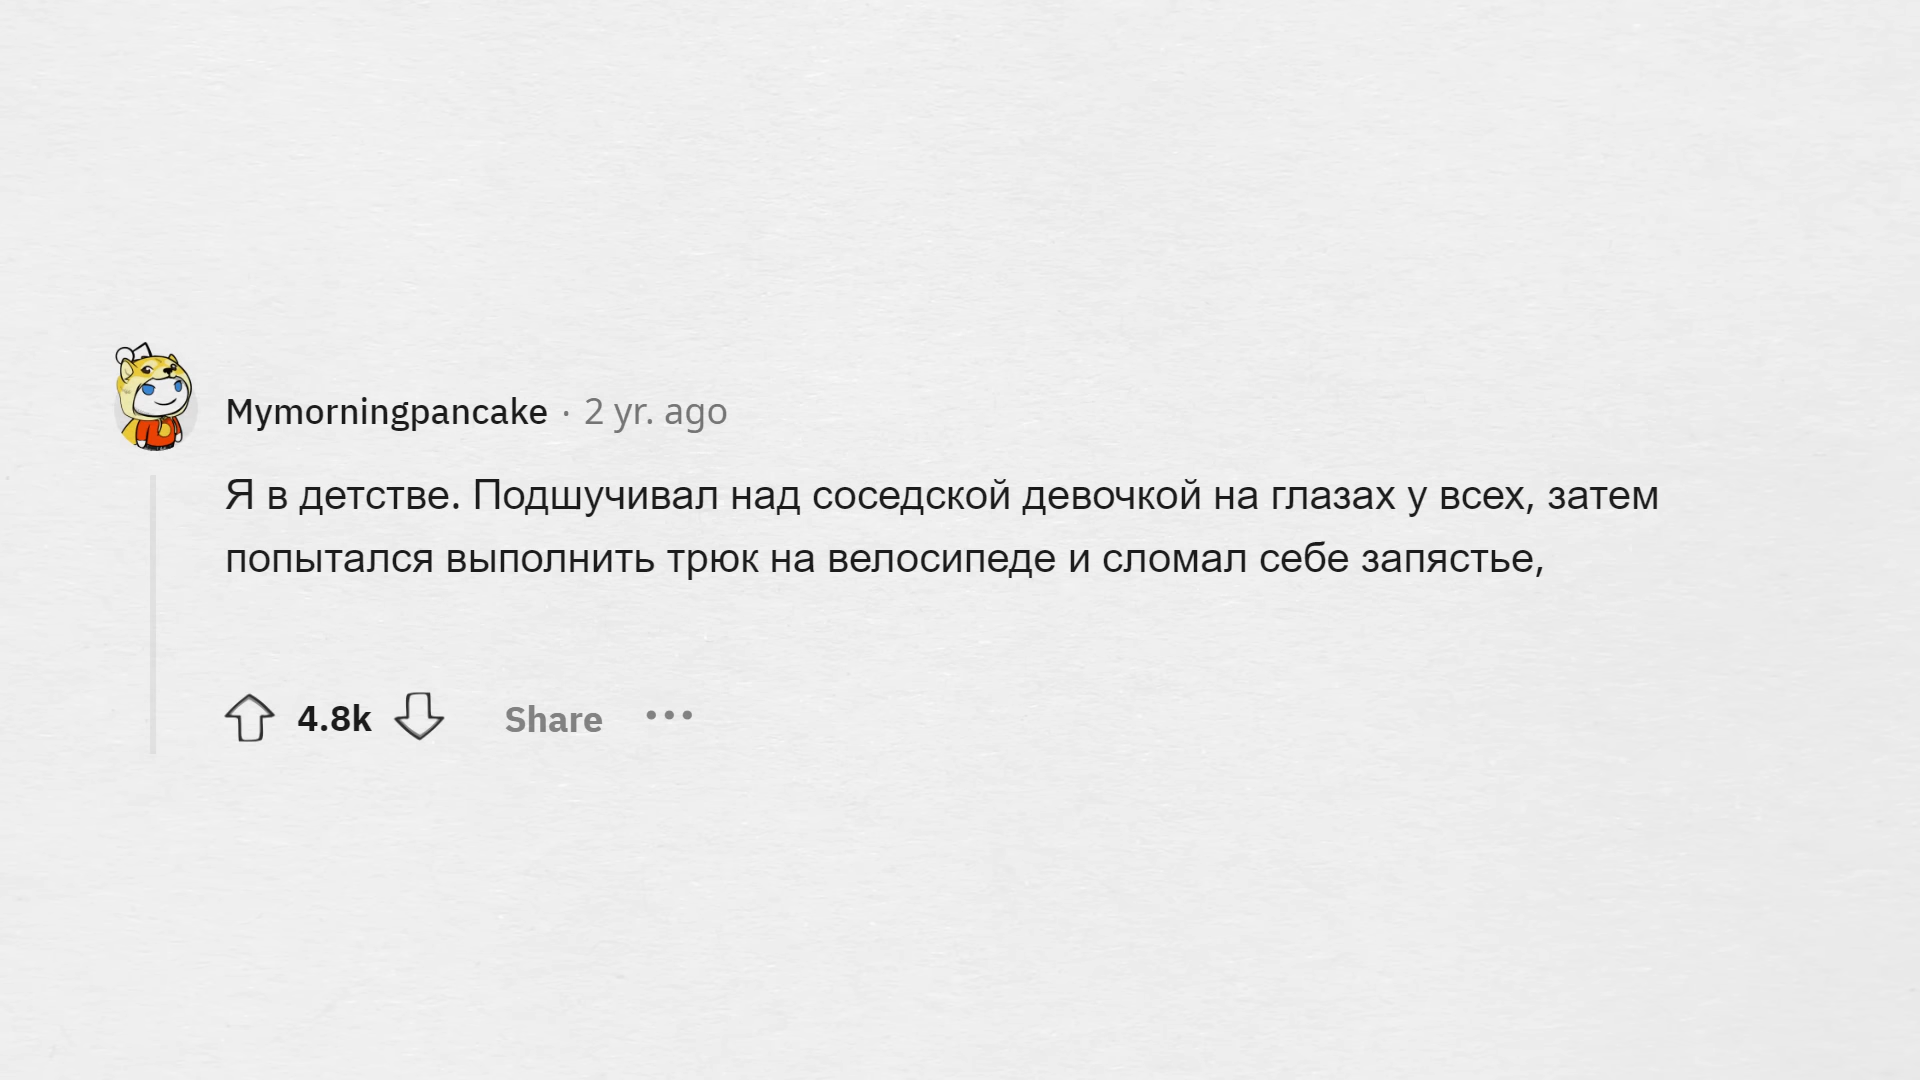 Mymorningpancake · 2 yr. ago
Я в детстве. Подшучивал над соседской девочкой на глазах у всех, затем
попытался выполнить трюк на велосипеде и сломал себе запястье,
4.8k Share •••